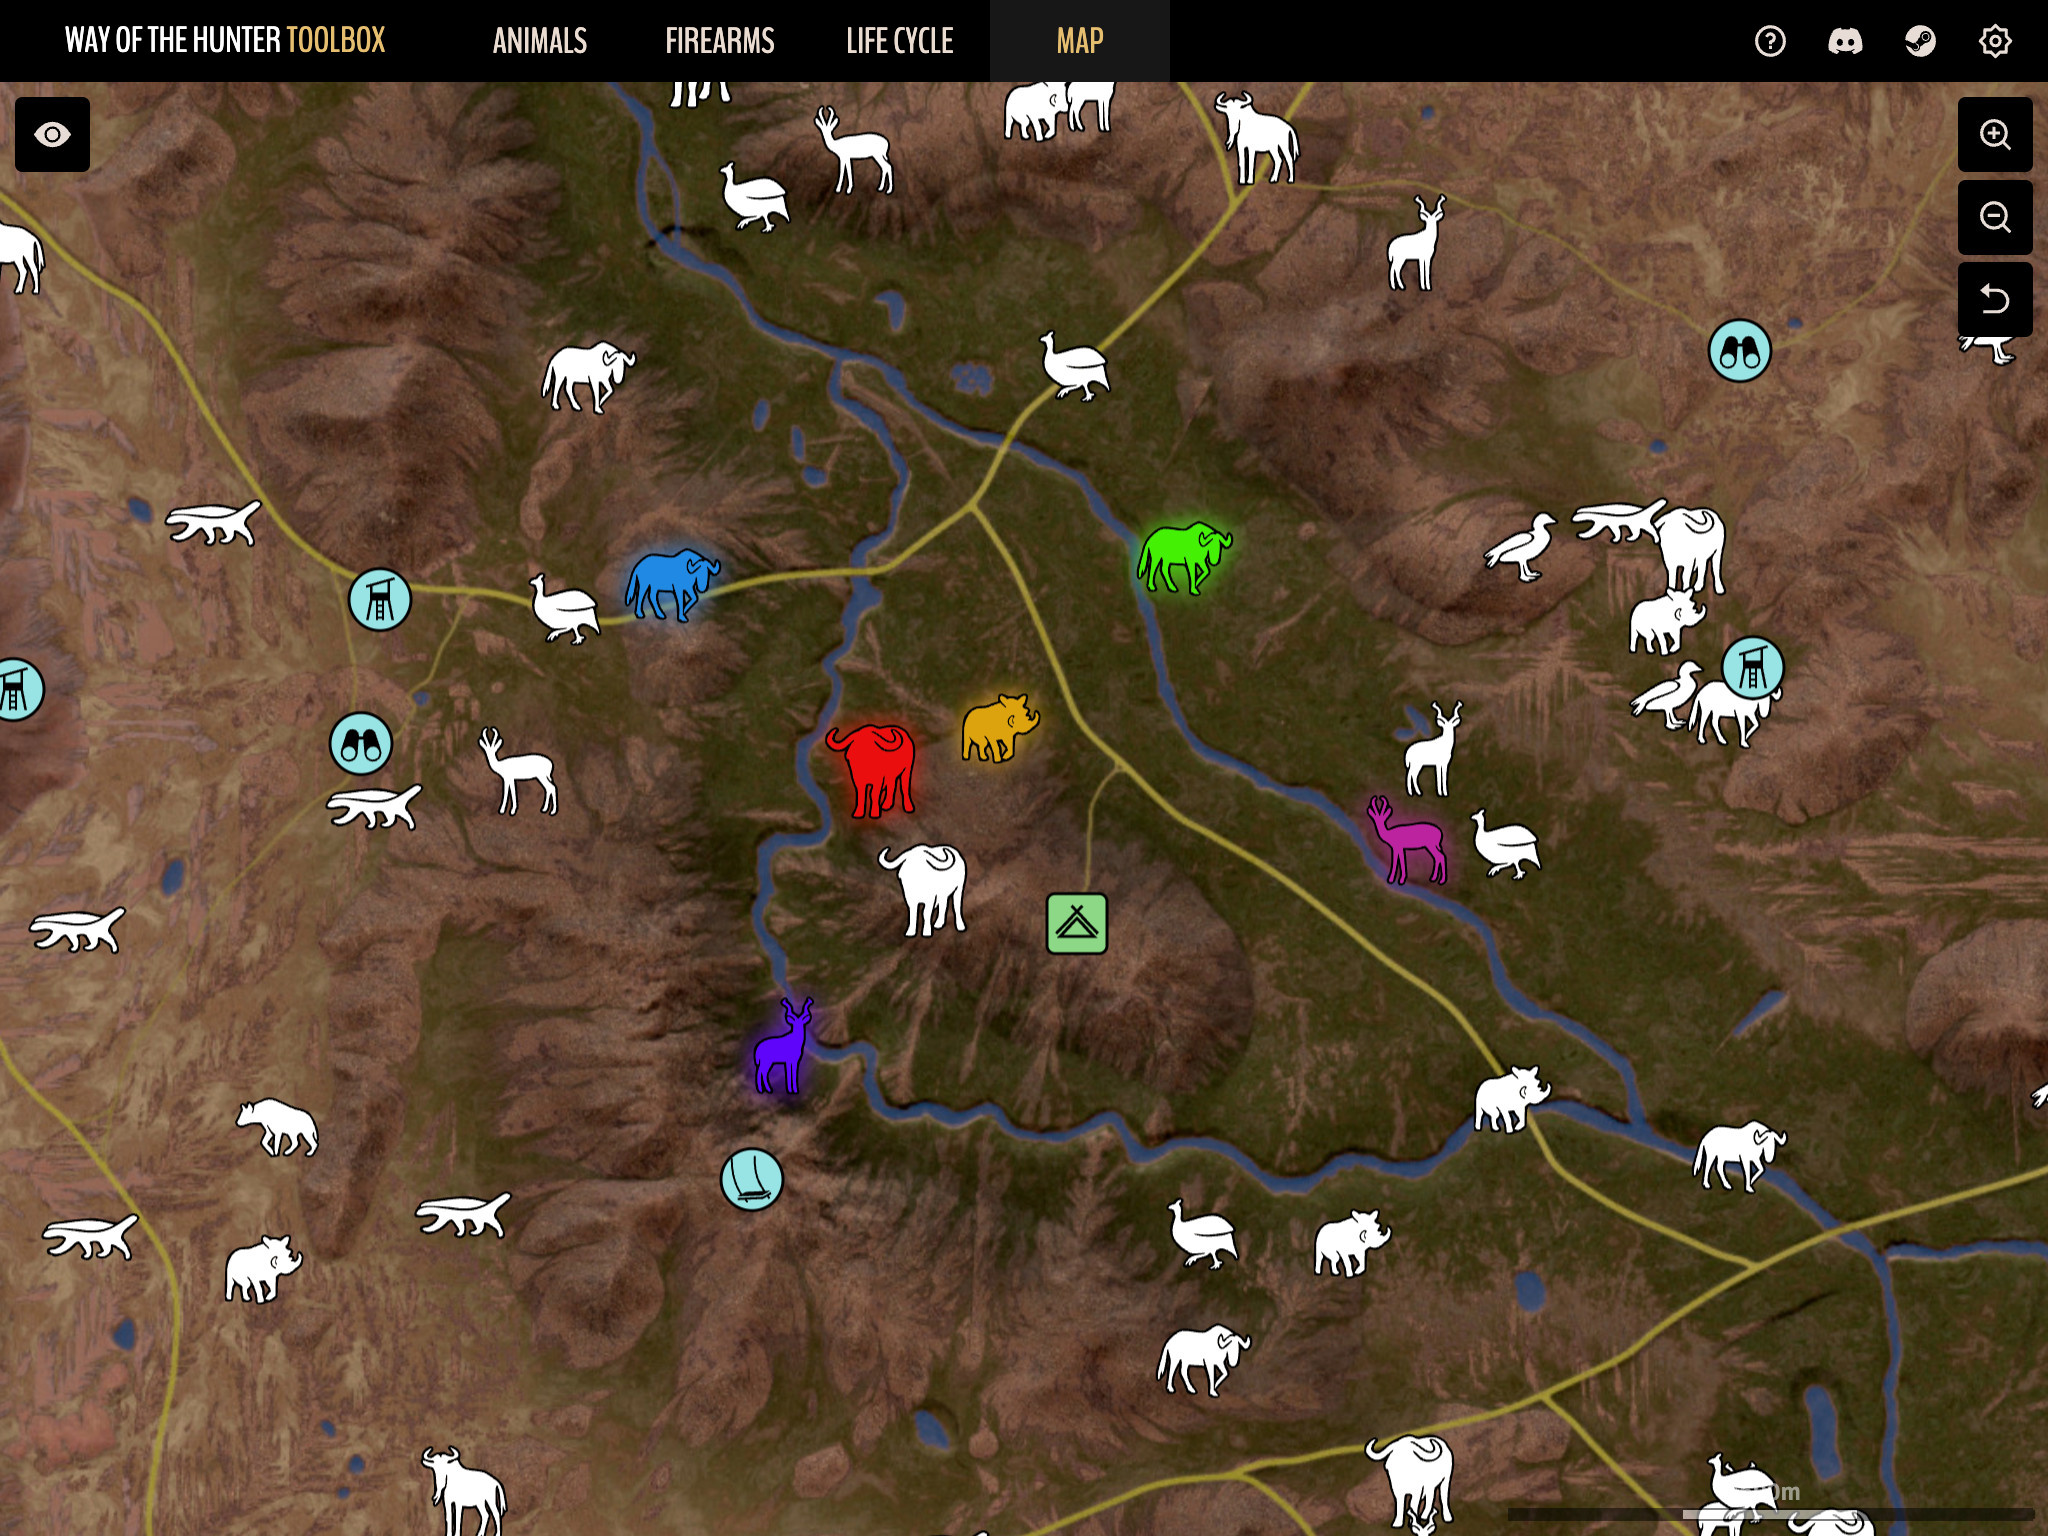 WAY OF THE HUNTER TOOLBOX
ANIMALS
FIREARMS
LIFE CYCLE
MAP